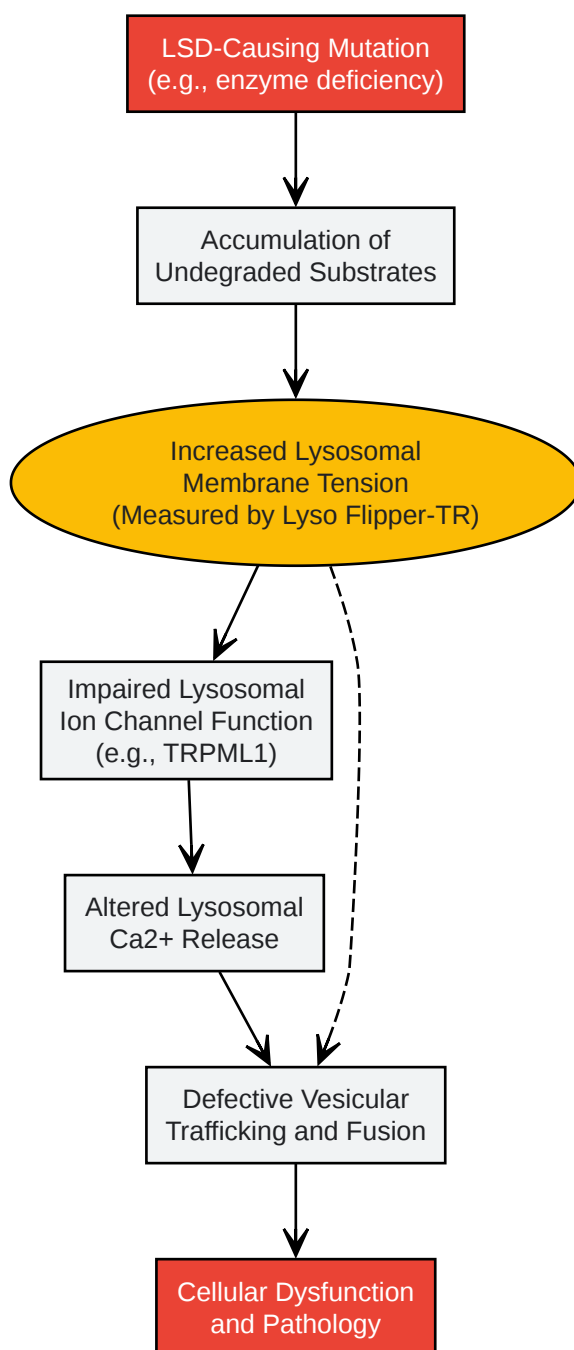 LSD-Causing Mutation
(e.g., enzyme deficiency)
Accumulation of
Undegraded Substrates
Increased Lysosomal
Membrane Tension
(Measured by Lyso Flipper-TR)
Impaired Lysosomal
Ion Channel Function
(e.g., TRPML1)
Altered Lysosomal
Ca2+ Release
Defective Vesicular
Trafficking and Fusion
Cellular Dysfunction
and Pathology